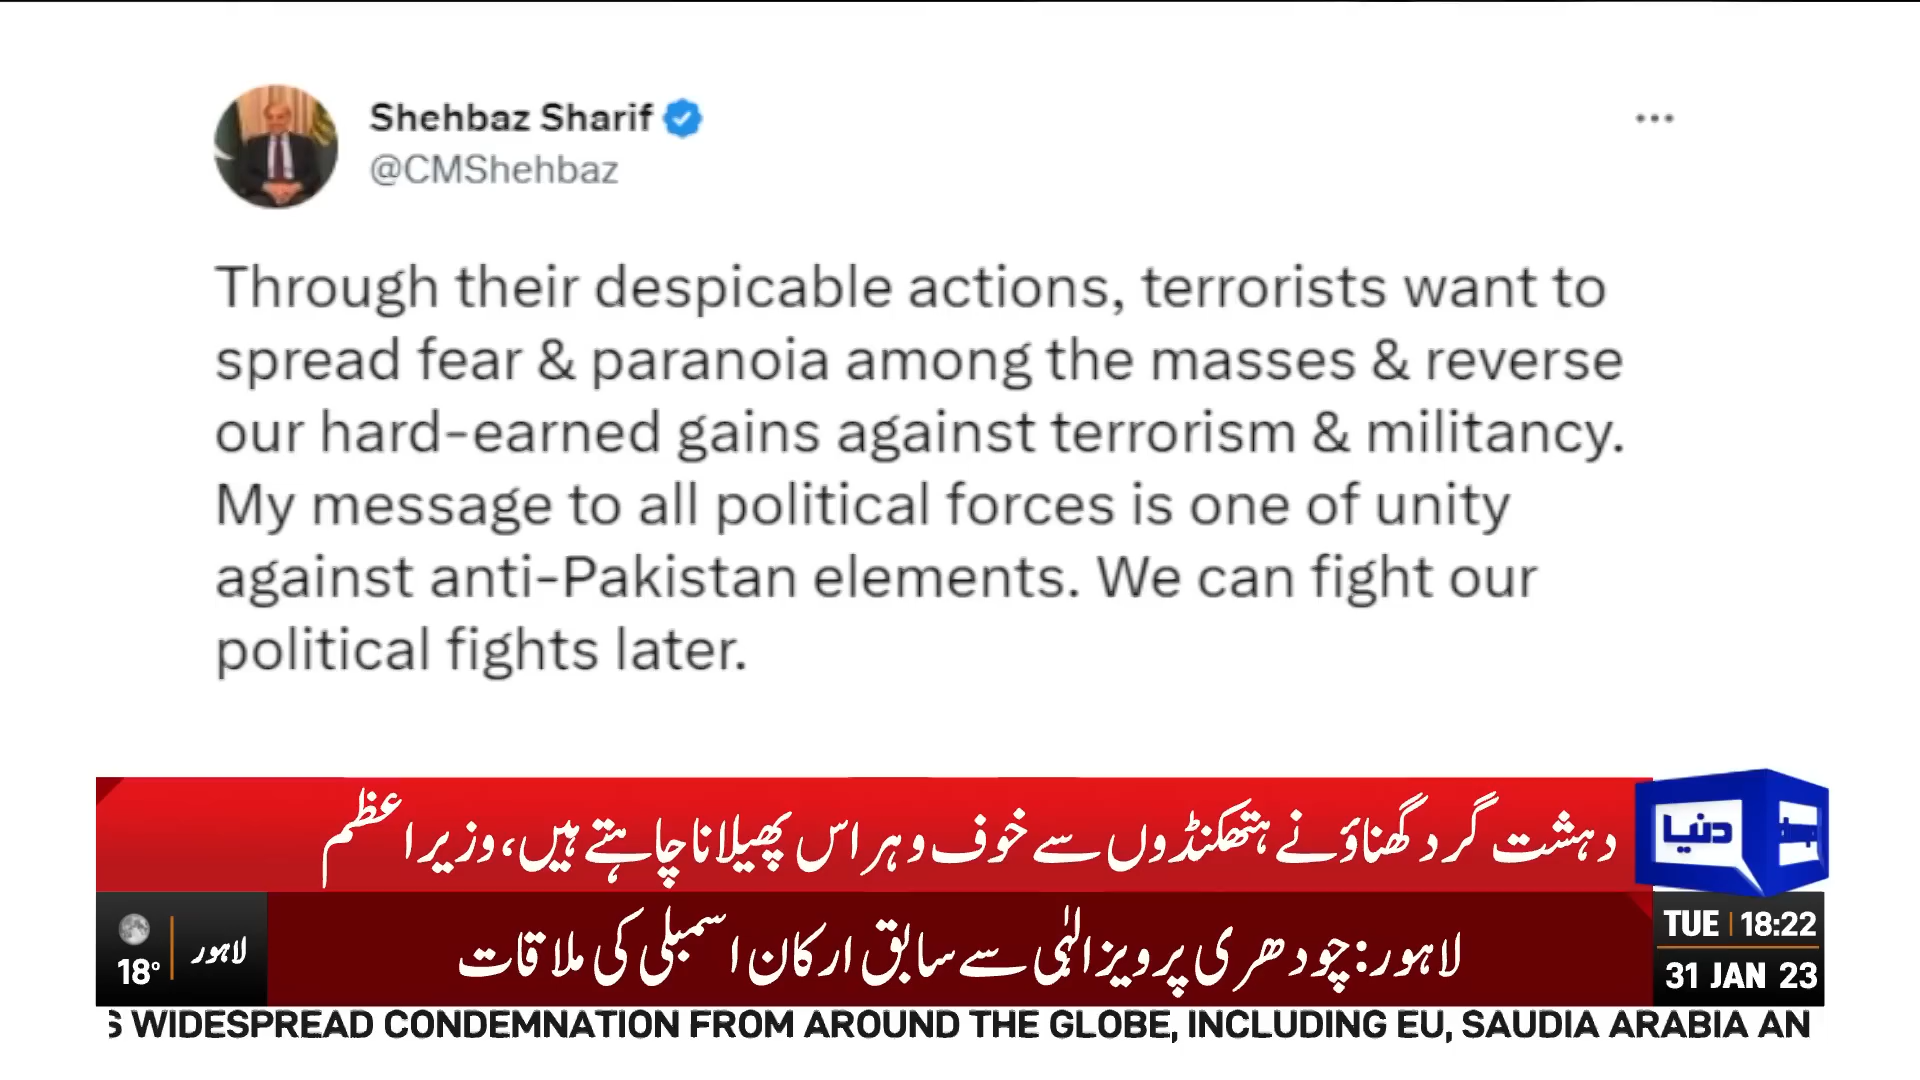 Shehbaz Sharif
@CMShehbaz
Through their despicable actions, terrorists want to
spread fear & paranoia among the masses & reverse
our hard-earned gains against terrorism & militancy.
My message to all political forces is one of unity
against anti-Pakistan elements. We can fight our
political fights later.
دہشت گرد گھناؤنے ہتھکنڈوں سے خوف و ہراس پھیلانا چاہتے ہیں، وزیراعظم
دنیا
لاہور: چودھری پرویز الٰہی سے سابق ارکان اسمبلی کی ملاقات
لاہور
18°
TUE 18:22
31 JAN 23
WIDESPREAD CONDEMNATION FROM AROUND THE GLOBE, INCLUDING EU, SAUDIA ARABIA AN